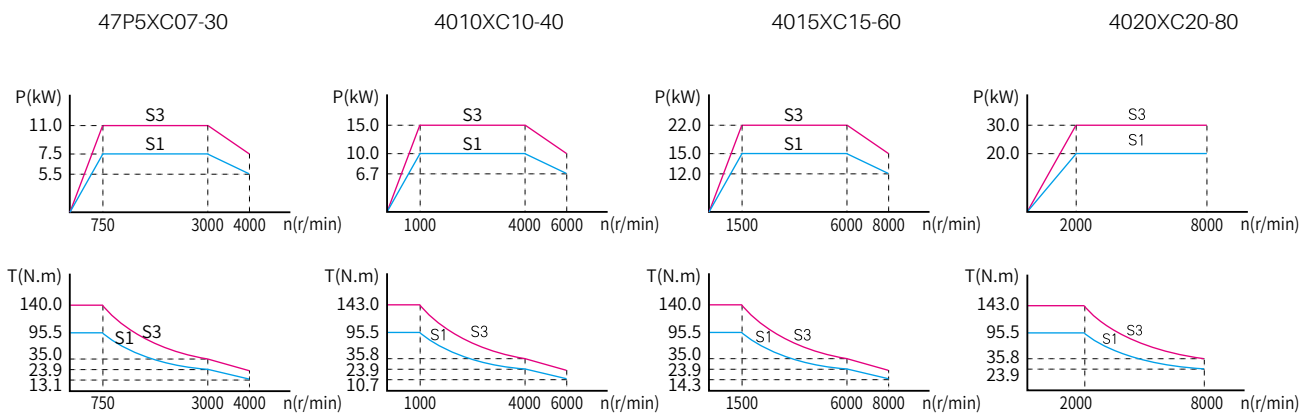 47P5XC07-30
4010XC10-40
4015XC15-60
4020XC20-80
P(kW)
11.0
7.5
5.5
S3
S1
750
3000
4000
n(r/min)
P(kW)
15.0
10.0
6.7
S3
S1
1000
4000
6000
n(r/min)
P(kW)
22.0
15.0
12.0
S3
S1
1500
6000
8000
n(r/min)
P(kW)
30.0
20.0
S3
S1
2000
8000
n(r/min)
T(N.m)
140.0
95.5
35.0
23.9
13.1
S1
S3
750
3000
4000
n(r/min)
T(N.m)
143.0
95.5
35.8
23.9
10.7
S1
S3
1000
4000
6000
n(r/min)
T(N.m)
140.0
95.5
35.0
23.9
14.3
S1
S3
1500
6000
8000
n(r/min)
T(N.m)
143.0
95.5
35.8
23.9
S3
S1
2000
8000
n(r/min)